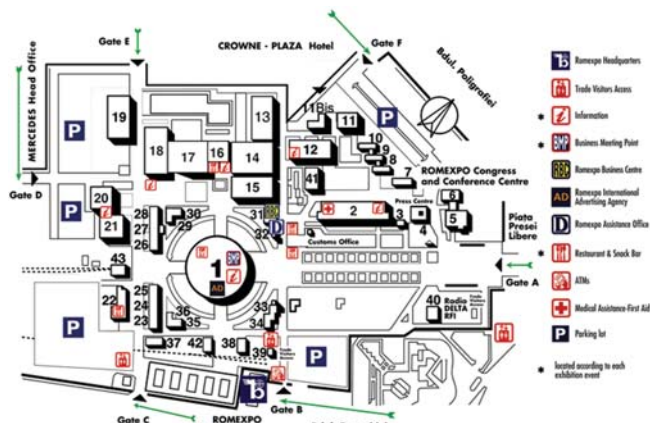 Gate E
CROWNE - PLAZA Hotel
Gate F
Bdul. Poligrafiei
MERCEDES Head Office
P
19
18
17
16
13
14
15
11Bis
11
12
10
9
8
7
41
ROMEXPO Congress
and Conference Centre
Press Centre
6
5
4
3
2
Piața
Presei
Libere
Gate D
P
20
21
28
27
26
30
29
31
32
Customs Office
43
1
AD
Gate A
22
25
24
23
36
35
33
34
40
Radio
DELTA
RFI
37
42
38
39
P
P
Gate C
ROMEXPO
Gate B
Romexpo Headquarters
Trade Visitors Access
* Information
* Business Meeting Point
Romexpo Business Centre
AD Romexpo International
Advertising Agency
D Romexpo Assistance Office
* Restaurant & Snack Bar
ATMs
Medical Assistance-First Aid
P Parking lot
* located according to each
exhibition event